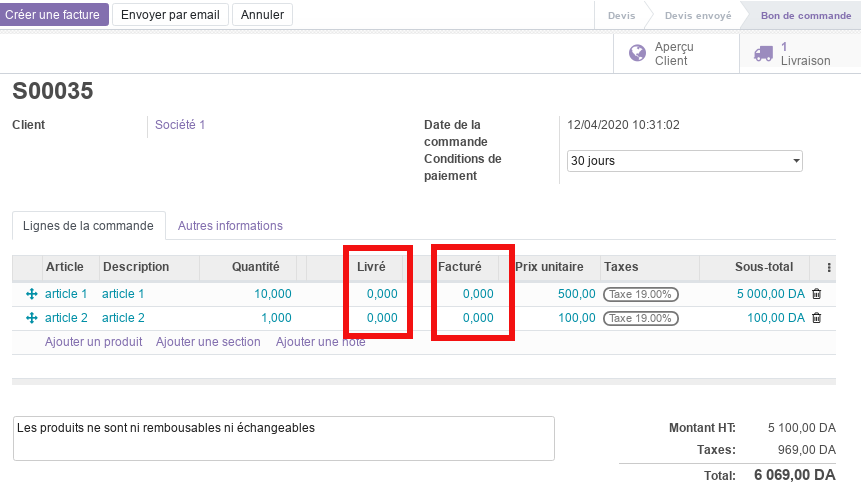 Créer une facture Envoyer par email Annuler Devis Devis envoyé Bon de commande
Aperçu Client
1 Livraison
S00035
Client Société 1
Date de la commande 12/04/2020 10:31:02
Conditions de paiement 30 jours
Lignes de la commande Autres informations
Article Description Quantité Livré Facturé Prix unitaire Taxes Sous-total
article 1 article 1 10,000 0,000 0,000 500,00 Taxe 19.00% 5 000,00 DA
article 2 article 2 1,000 0,000 0,000 100,00 Taxe 19.00% 100,00 DA
Ajouter un produit Ajouter une section Ajouter une note
Les produits ne sont ni rembousables ni échangeables
Montant HT: 5 100,00 DA
Taxes: 969,00 DA
Total: 6 069,00 DA